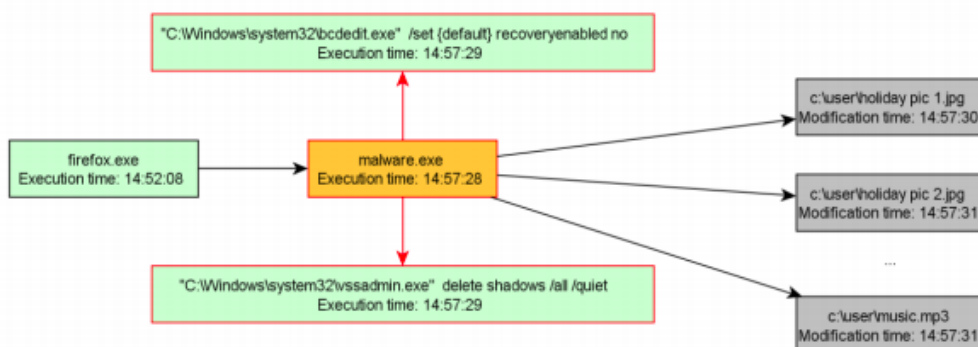 "C:\Windows\system32\bcdedit.exe" /set {default} recoveryenabled no
Execution time: 14:57:29
c:\user\holiday pic 1.jpg
Modification time: 14:57:30
firefox.exe
Execution time: 14:52:08
malware.exe
Execution time: 14:57:28
c:\user\holiday pic 2.jpg
Modification time: 14:57:31
...
"C:\Windows\system32\vssadmin.exe" delete shadows /all /quiet
Execution time: 14:57:29
c:\user\music.mp3
Modification time: 14:57:31